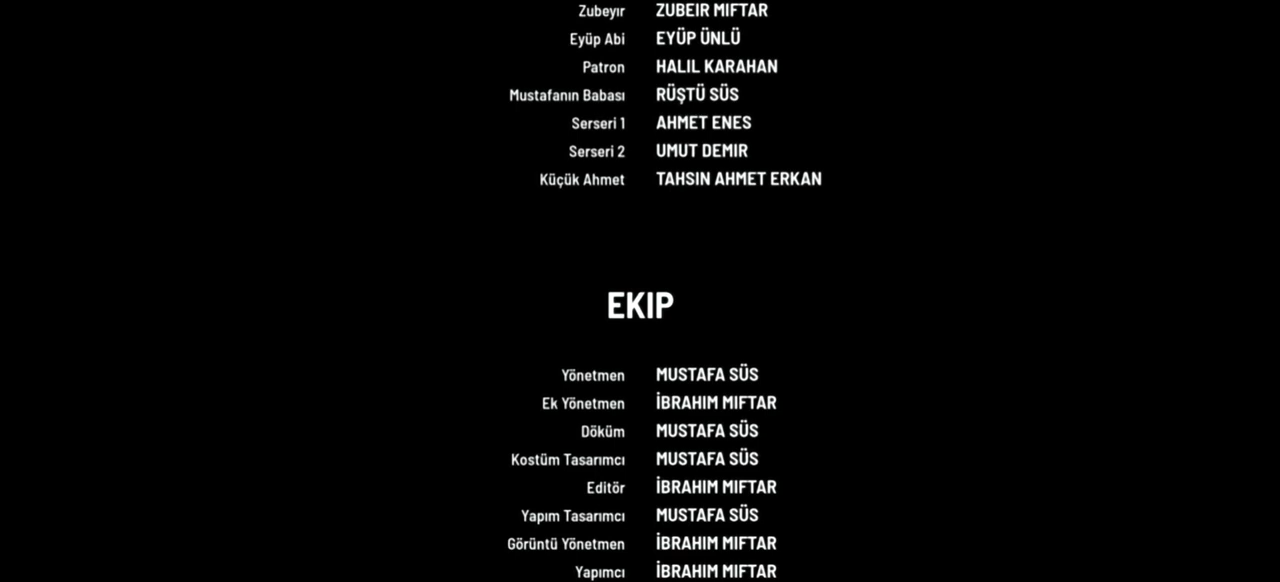 Zubeyır ZUBEIR MIFTAR
Eyüp Abi EYÜP ÜNLÜ
Patron HALIL KARAHAN
Mustafanın Babası RÜŞTÜ SÜS
Serseri 1 AHMET ENES
Serseri 2 UMUT DEMIR
Küçük Ahmet TAHSIN AHMET ERKAN
EKIP
Yönetmen MUSTAFA SÜS
Ek Yönetmen İBRAHIM MIFTAR
Döküm MUSTAFA SÜS
Kostüm Tasarımcı MUSTAFA SÜS
Editör İBRAHIM MIFTAR
Yapım Tasarımcı MUSTAFA SÜS
Görüntü Yönetmen İBRAHIM MIFTAR
Yapımcı İBRAHIM MIFTAR